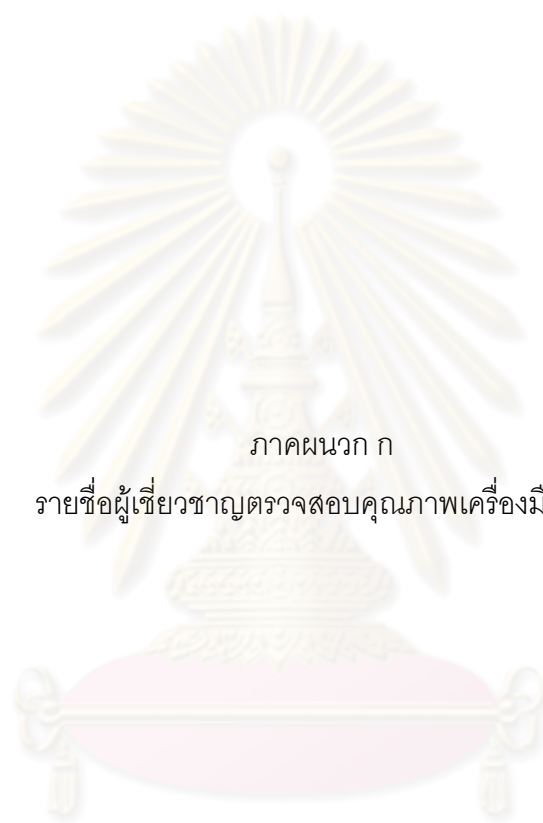 ภาคผนวก ก
รายชื่อผู้เชี่ยวชาญตรวจสอบคุณภาพเครื่องมื